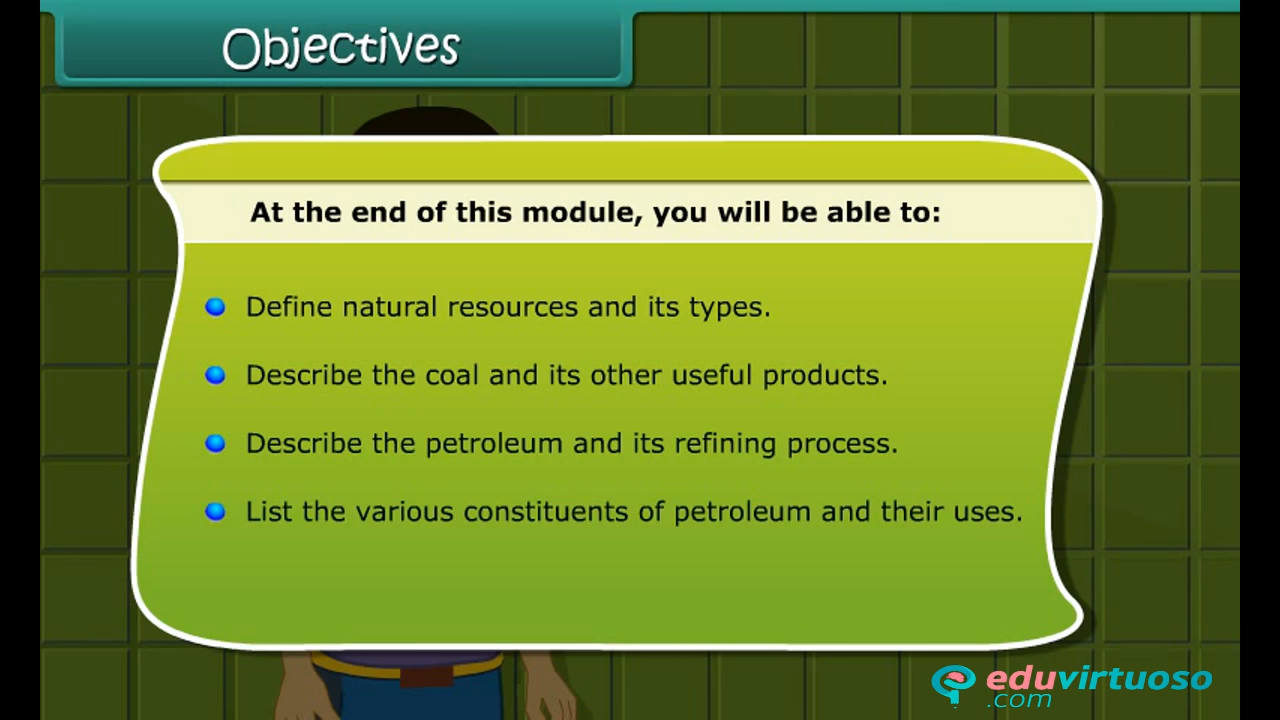 Objectives
At the end of this module, you will be able to:
Define natural resources and its types.
Describe the coal and its other useful products.
Describe the petroleum and its refining process.
List the various constituents of petroleum and their uses.
eduvirtuoso
.com